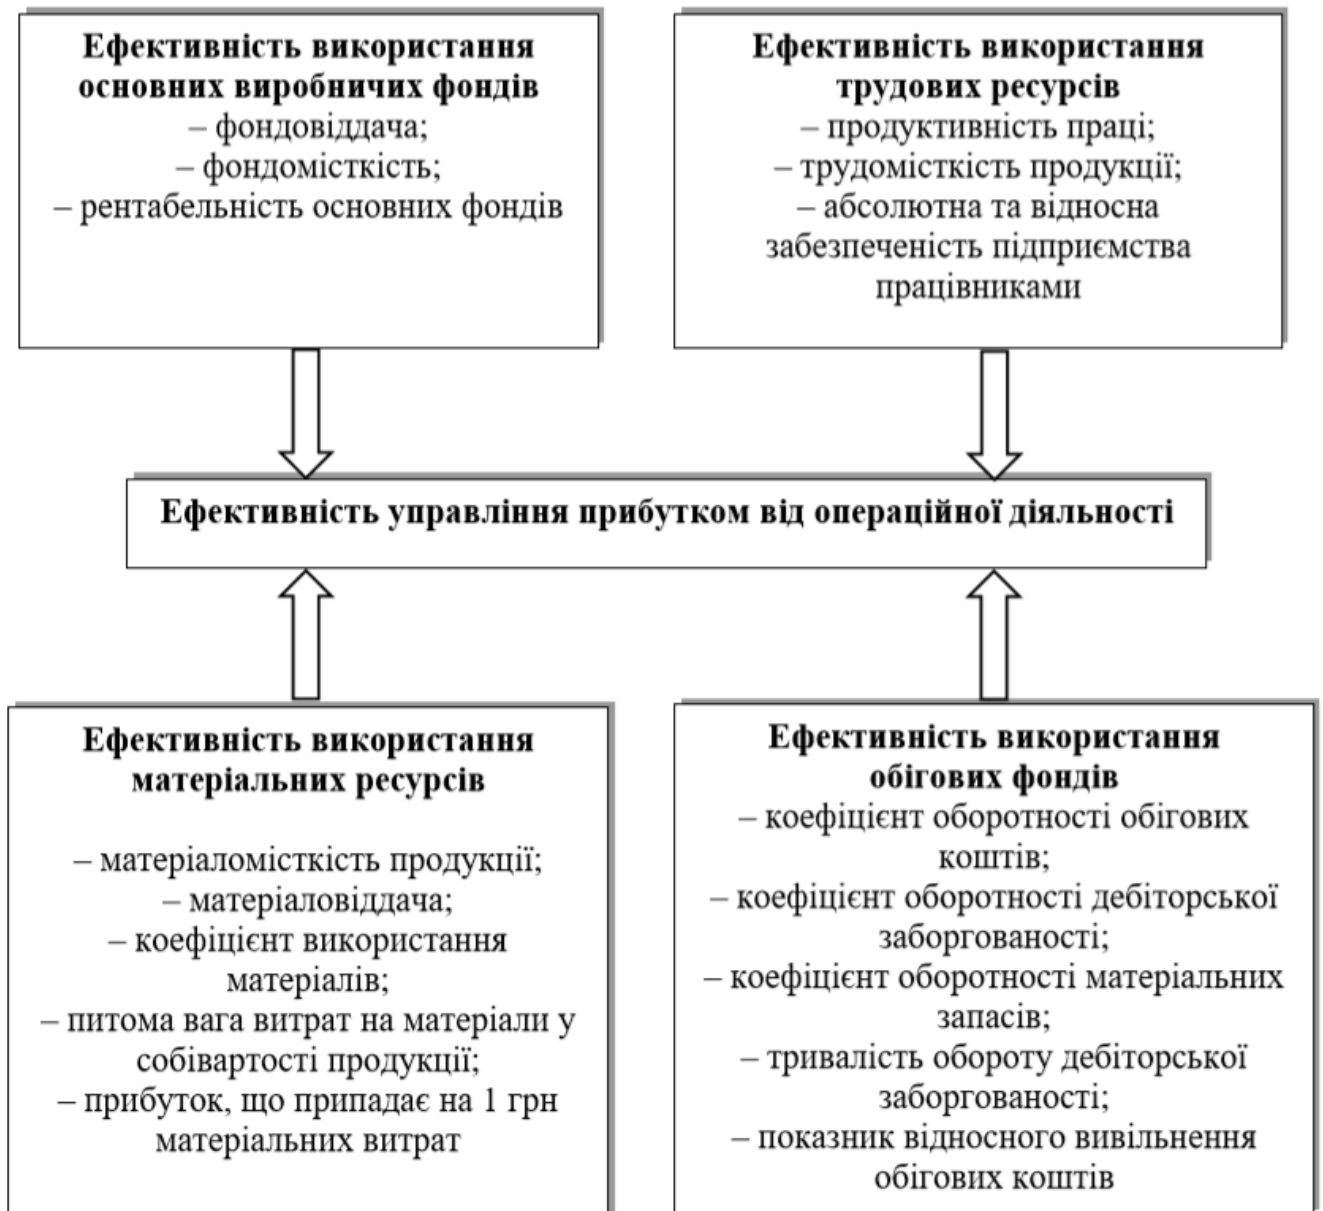 Ефективність використання
основних виробничих фондів
– фондовіддача;
– фондомісткість;
– рентабельність основних фондів
Ефективність використання
трудових ресурсів
– продуктивність праці;
– трудомісткість продукції;
– абсолютна та відносна
забезпеченість підприємства
працівниками
Ефективність управління прибутком від операційної діяльності
Ефективність використання
матеріальних ресурсів
– матеріаломісткість продукції;
– матеріаловіддача;
– коефіцієнт використання
матеріалів;
– питома вага витрат на матеріали у
собівартості продукції;
– прибуток, що припадає на 1 грн
матеріальних витрат
Ефективність використання
обігових фондів
– коефіцієнт оборотності обігових
коштів;
– коефіцієнт оборотності дебіторської
заборгованості;
– коефіцієнт оборотності матеріальних
запасів;
– тривалість обороту дебіторської
заборгованості;
– показник відносного вивільнення
обігових коштів